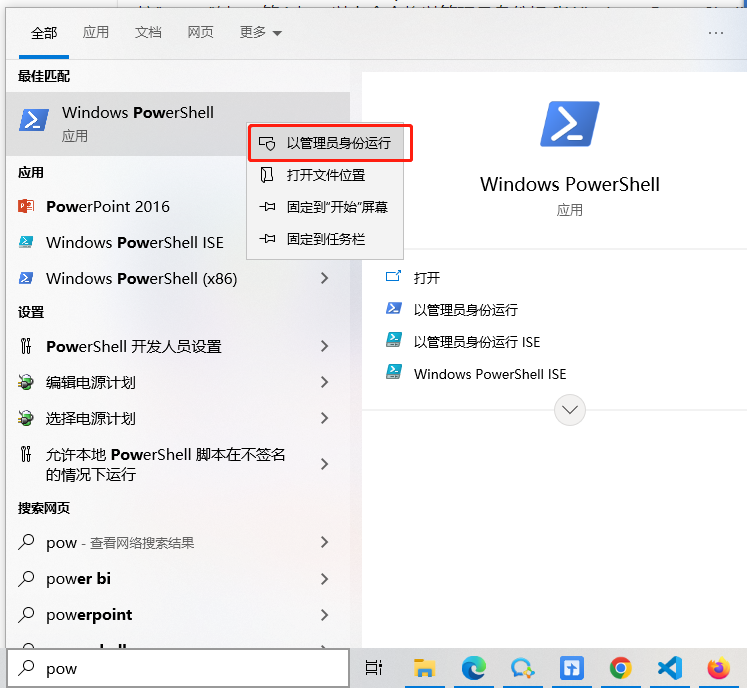 全部 应用 文档 网页 更多 ...
最佳匹配
Windows PowerShell
应用
以管理员身份运行
打开文件位置
固定到"开始"屏幕
固定到任务栏
应用
PowerPoint 2016
Windows PowerShell ISE
Windows PowerShell (x86)
设置
PowerShell 开发人员设置
编辑电源计划
选择电源计划
允许本地 PowerShell 脚本在不签名
的情况下运行
搜索网页
pow - 查看网络搜索结果
power bi
powerpoint
Windows PowerShell
应用
打开
以管理员身份运行
以管理员身份运行 ISE
Windows PowerShell ISE
pow